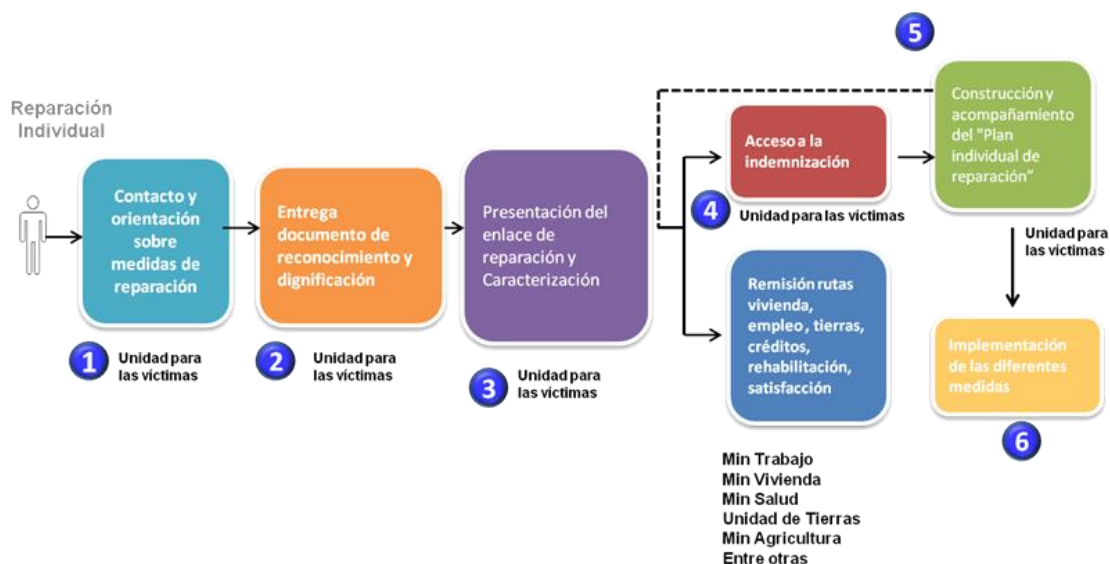 Reparación
Individual
Contacto y
orientación
sobre
medidas de
reparación
1
Unidad para
las víctimas
Entrega
documento de
reconocimiento y
dignificación
2
Unidad para
las víctimas
Presentación del
enlace de
reparación y
Caracterización
3
Unidad para
las víctimas
Acceso a la
indemnización
4
Unidad para las víctimas
Remisión rutas
vivienda,
empleo , tierras,
créditos,
rehabilitación,
satisfacción
Min Trabajo
Min Vivienda
Min Salud
Unidad de Tierras
Min Agricultura
Entre otras
5
Construcción y
acompañamiento
del "Plan
individual de
reparación”
Unidad para
las víctimas
Implementación
de las diferentes
medidas
6